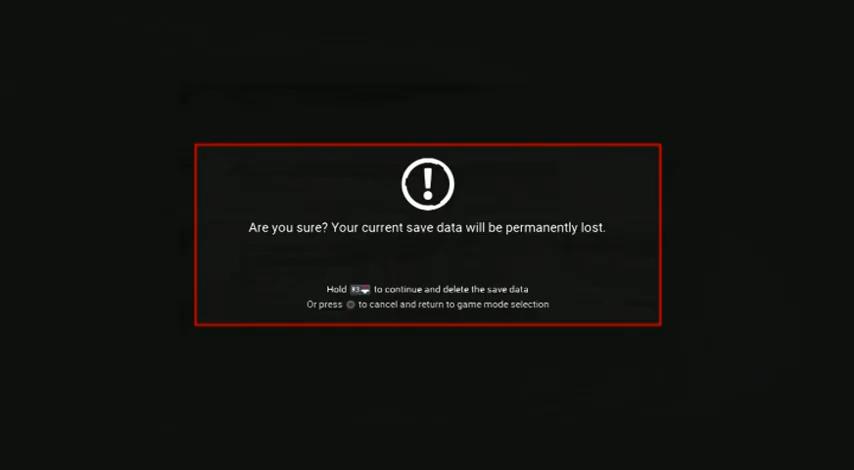 Are you sure? Your current save data will be permanently lost.
Hold R3 to continue and delete the save data
Or press to cancel and return to game mode selection